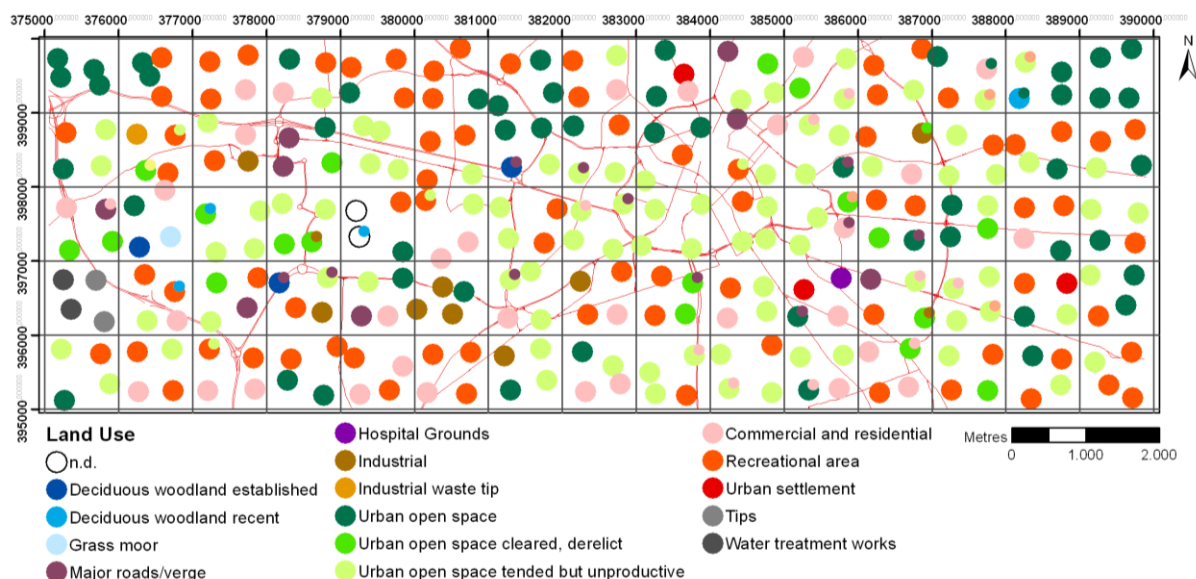 375000 376000 377000 378000 379000 380000 381000 382000 383000 384000 385000 386000 387000 388000 389000 390000
N
399000
398000
397000
396000
395000
Land Use
n.d.
Deciduous woodland established
Deciduous woodland recent
Grass moor
Major roads/verge
Hospital Grounds
Industrial
Industrial waste tip
Urban open space
Urban open space cleared, derelict
Urban open space tended but unproductive
Commercial and residential
Recreational area
Urban settlement
Tips
Water treatment works
Metres
0 1.000 2.000